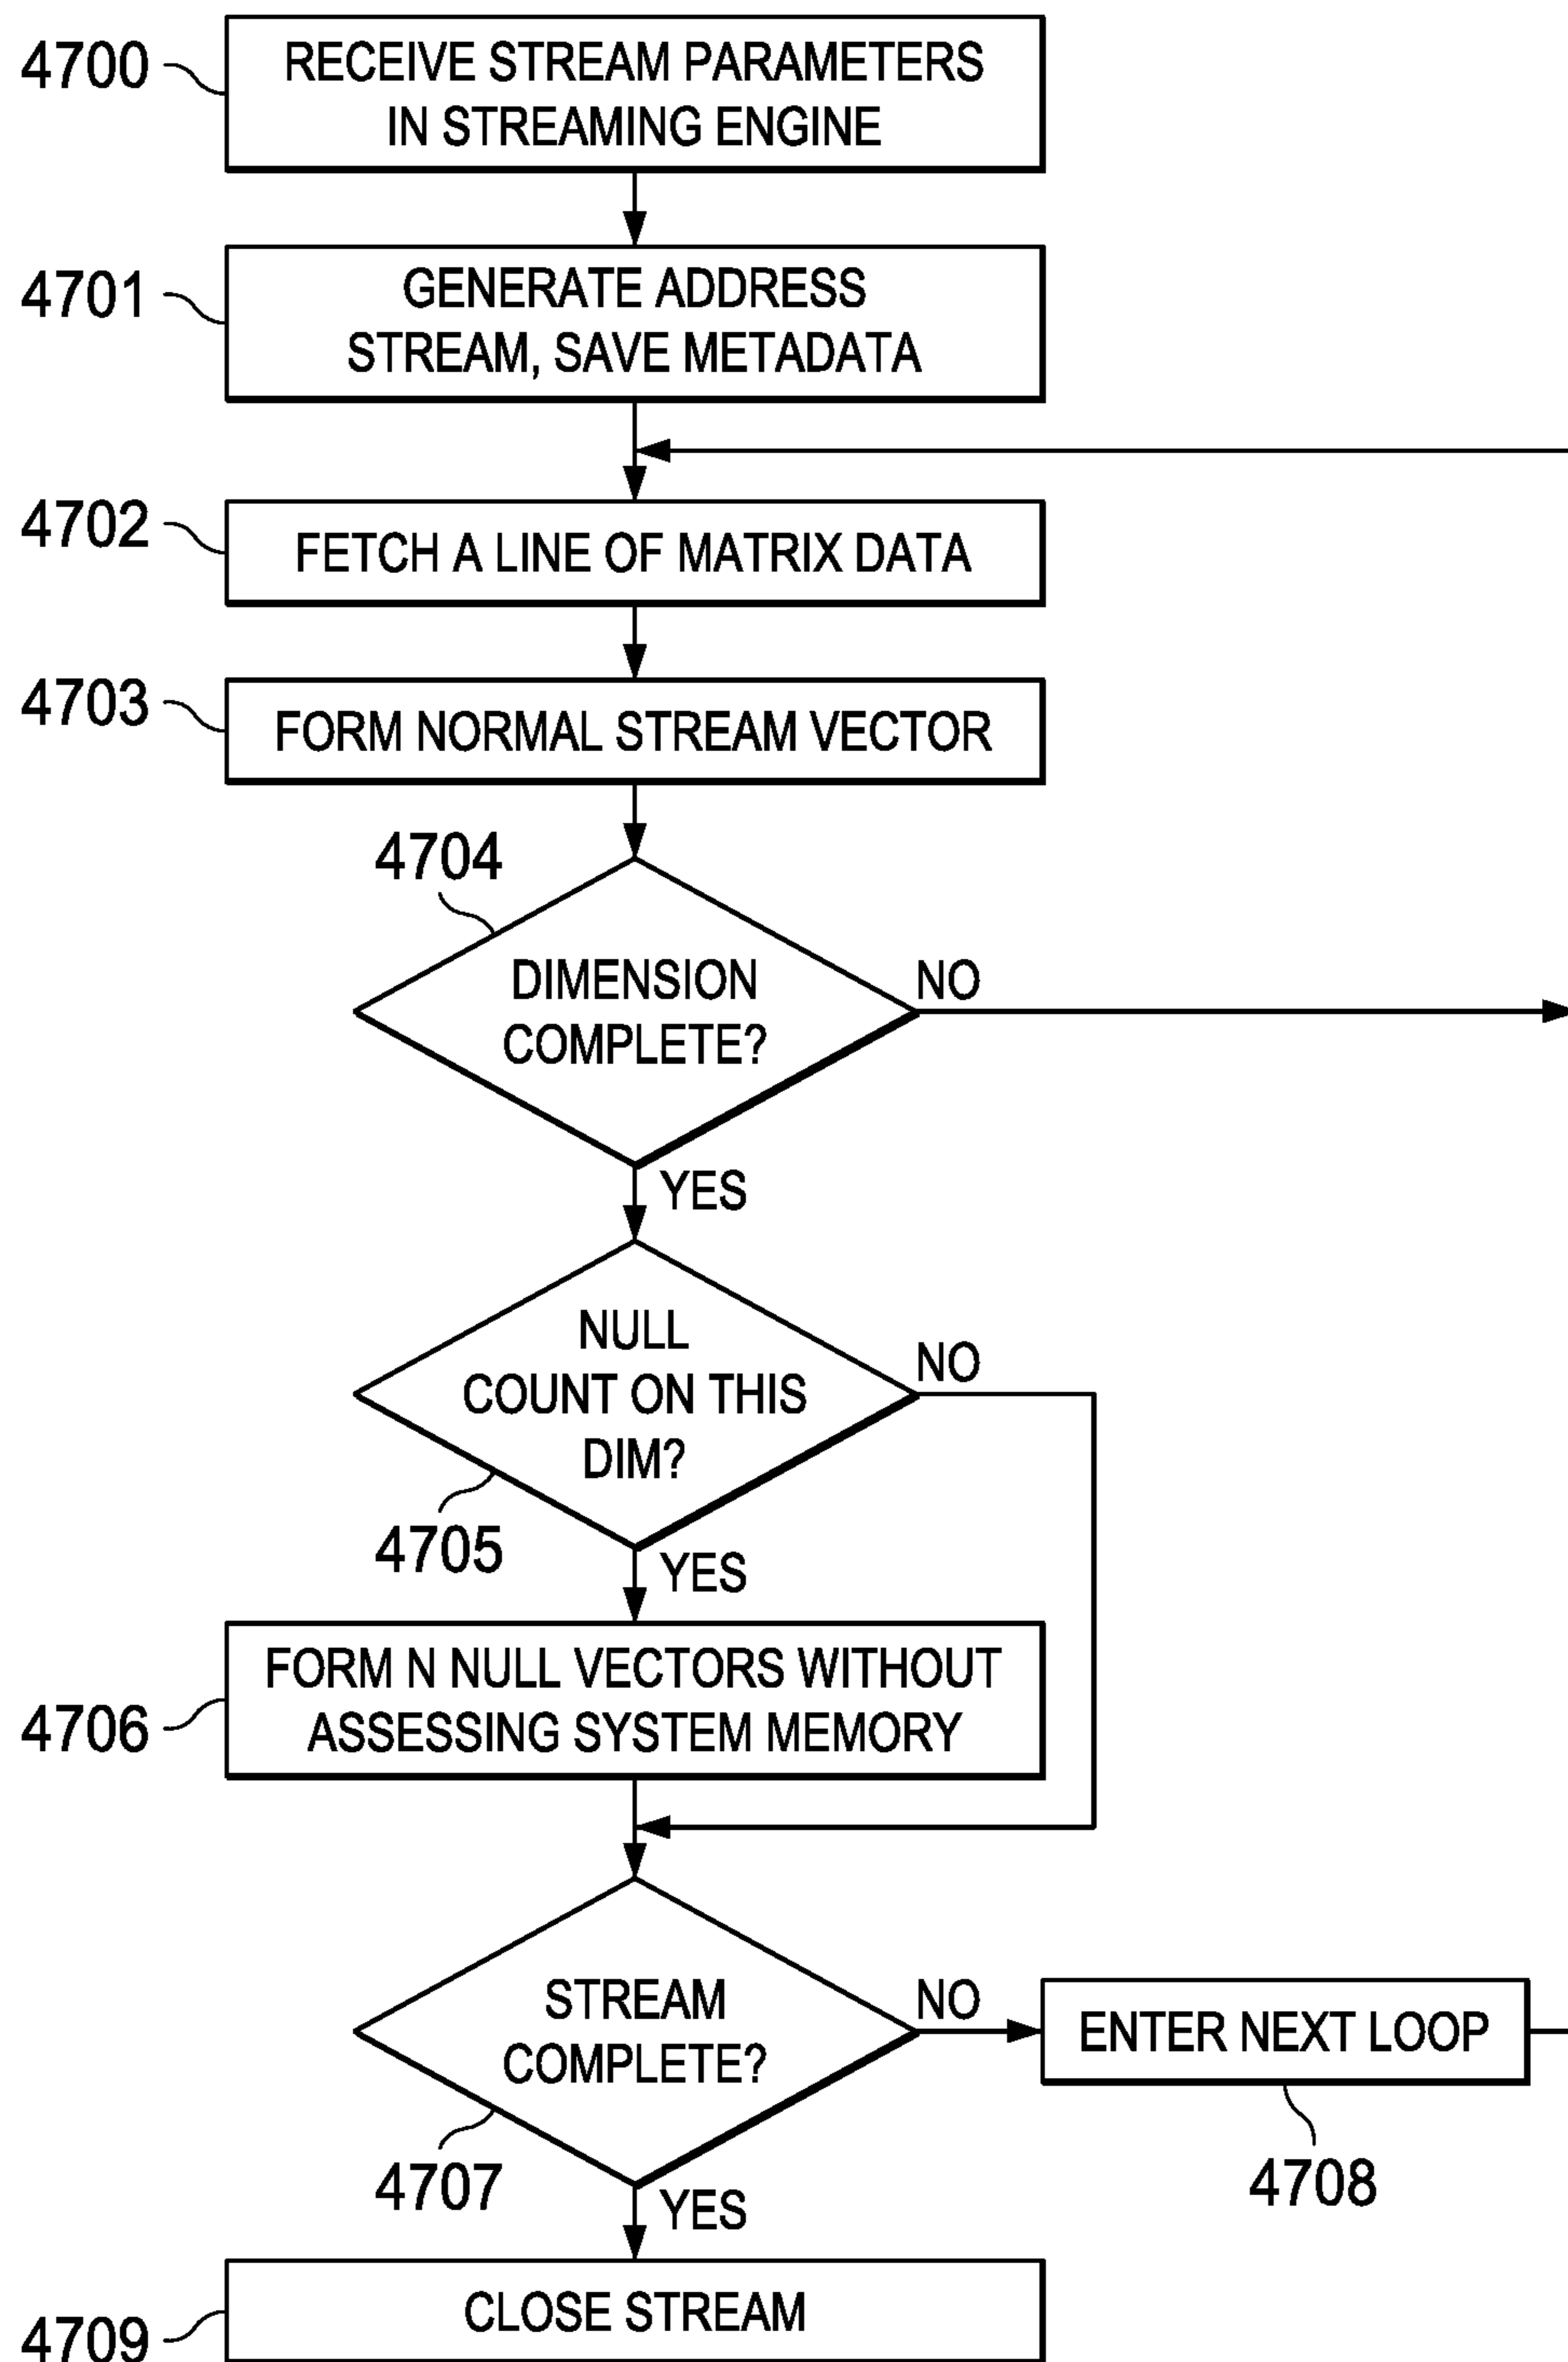 4700
RECEIVE STREAM PARAMETERS
IN STREAMING ENGINE
4701
GENERATE ADDRESS
STREAM, SAVE METADATA
4702
FETCH A LINE OF MATRIX DATA
4703
FORM NORMAL STREAM VECTOR
4704
DIMENSION
COMPLETE?
NO
YES
NULL
COUNT ON THIS
DIM?
NO
4705
YES
4706
FORM N NULL VECTORS WITHOUT
ASSESSING SYSTEM MEMORY
STREAM
COMPLETE?
NO
ENTER NEXT LOOP
4707
4708
YES
4709
CLOSE STREAM